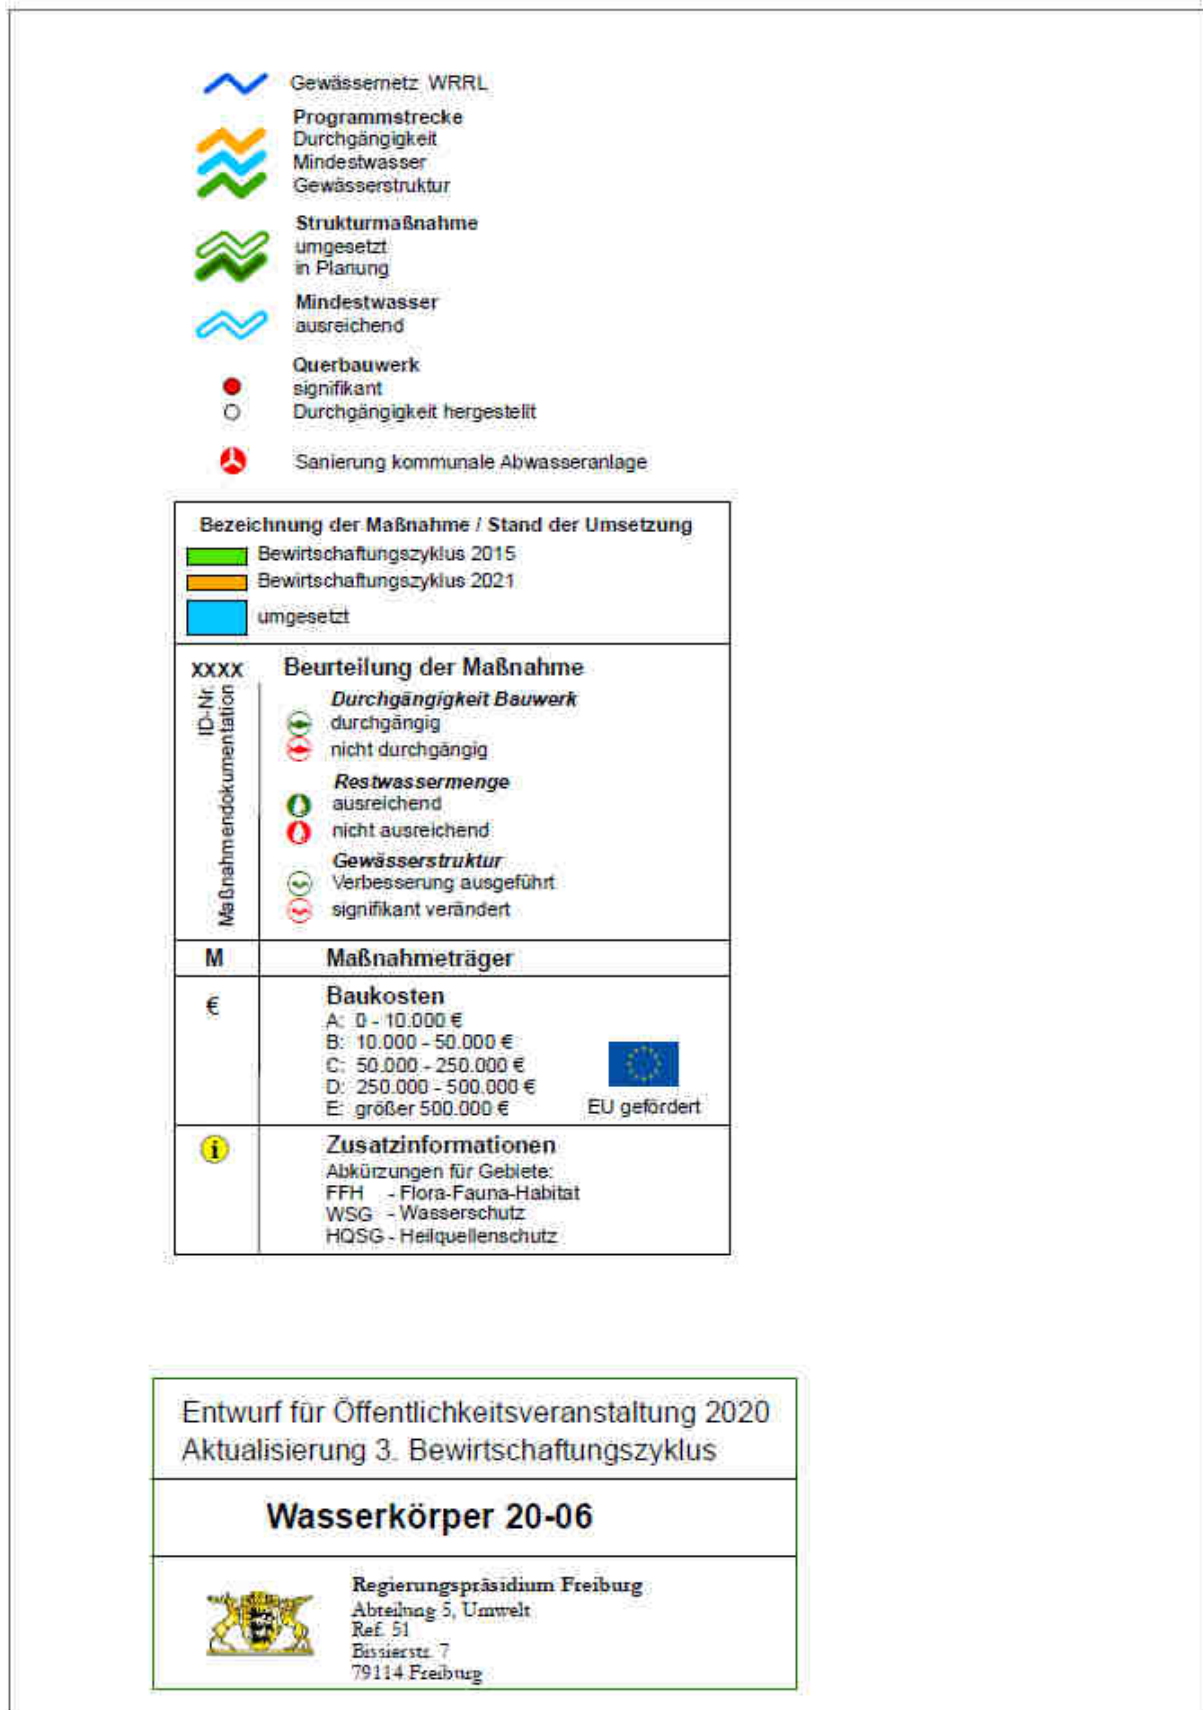 Gewässernetz WRRL
Programmstrecke
Durchgängigkeit
Mindestwasser
Gewässerstruktur
Strukturmaßnahme
umgesetzt
in Planung
Mindestwasser
ausreichend
Querbauwerk
signifikant
Durchgängigkeit hergestellt
Sanierung kommunale Abwasseranlage
Bezeichnung der Maßnahme / Stand der Umsetzung
Bewirtschaftungszyklus 2015
Bewirtschaftungszyklus 2021
umgesetzt
XXXX
ID-Nr.
Maßnahmendokumentation
Beurteilung der Maßnahme
Durchgängigkeit Bauwerk
durchgängig
nicht durchgängig
Restwassermenge
ausreichend
nicht ausreichend
Gewässerstruktur
Verbesserung ausgeführt
signifikant verändert
M Maßnahmeträger
€ Baukosten
A: 0 - 10.000 €
B: 10.000 - 50.000 €
C: 50.000 - 250.000 €
D: 250.000 - 500.000 €
E: größer 500.000 €
EU gefördert
i Zusatzinformationen
Abkürzungen für Gebiete:
FFH - Flora-Fauna-Habitat
WSG - Wasserschutz
HQSG - Heilquellenschutz
Entwurf für Öffentlichkeitsveranstaltung 2020
Aktualisierung 3. Bewirtschaftungszyklus
Wasserkörper 20-06
Regierungspräsidium Freiburg
Abteilung 5, Umwelt
Ref. 51
Bissierstr. 7
79114 Freiburg